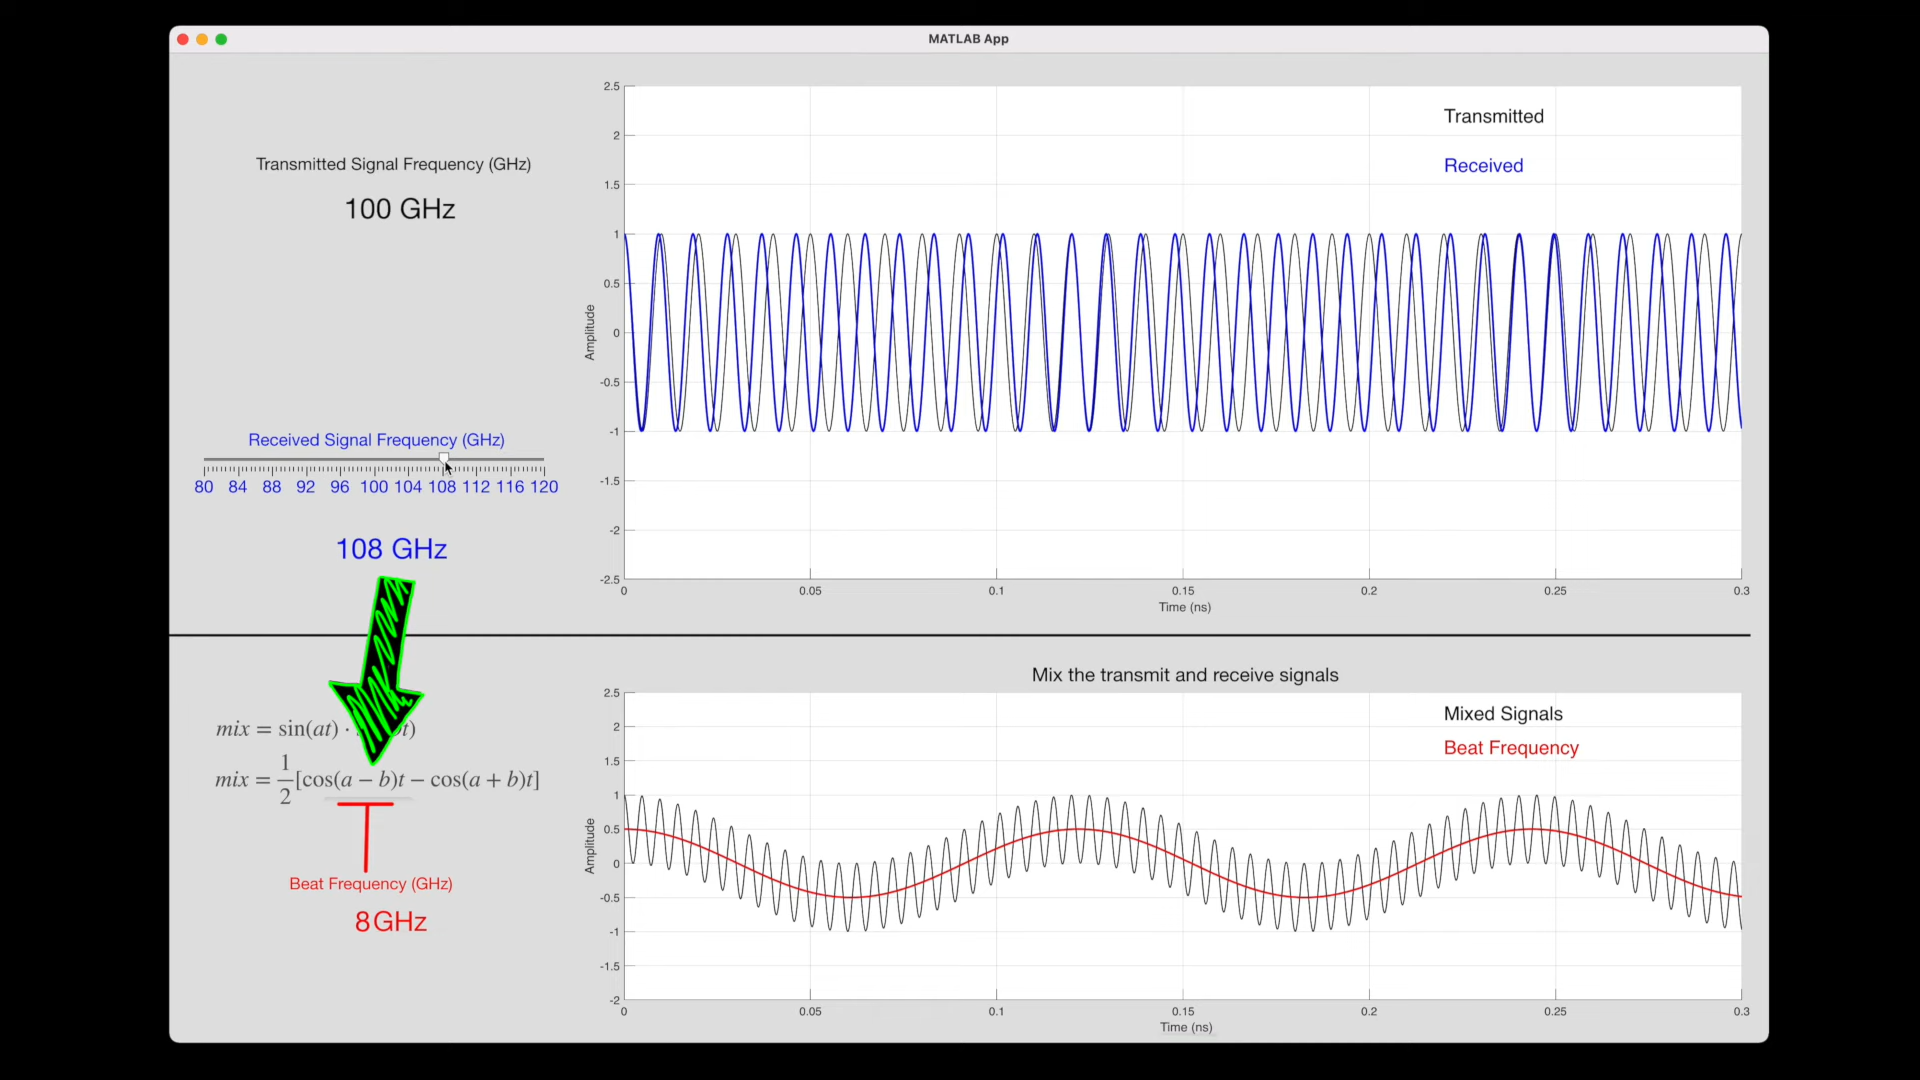 MATLAB App
Transmitted Signal Frequency (GHz)
100 GHz
Received Signal Frequency (GHz)
80 84 88 92 96 100 104 108 112 116 120
108 GHz
2.5
2
1.5
1
0.5
0
-0.5
-1
-1.5
-2
-2.5
Amplitude
Transmitted
Received
0 0.05 0.1 0.15 0.2 0.25 0.3
Time (ns)
mix = sin(at) · t)
mix = 1/2[cos(a − b)t − cos(a + b)t]
Beat Frequency (GHz)
8GHz
Mix the transmit and receive signals
2.5
2
1.5
1
0.5
0
-0.5
-1
-1.5
-2
Amplitude
Mixed Signals
Beat Frequency
0 0.05 0.1 0.15 0.2 0.25 0.3
Time (ns)